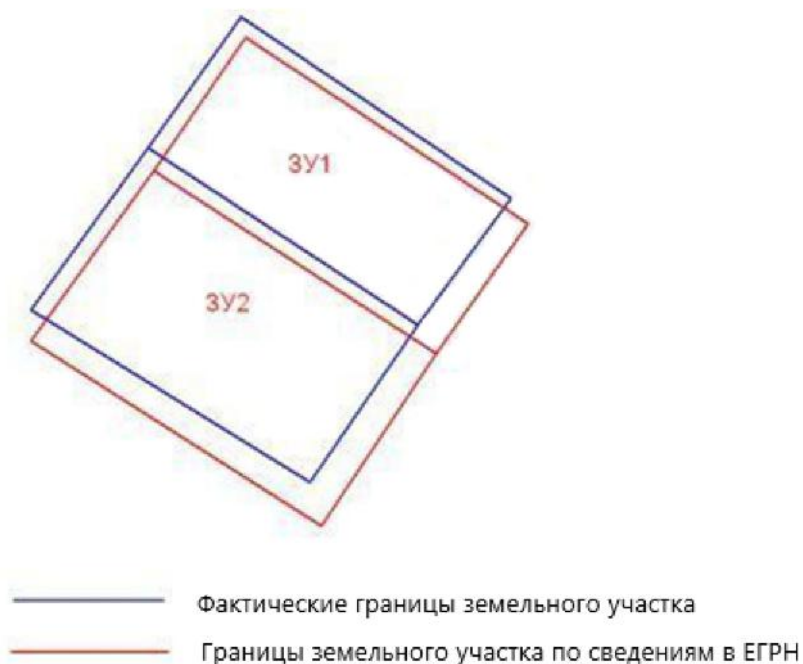 ЗУ1
ЗУ2
Фактические границы земельного участка
Границы земельного участка по сведениям в ЕГРН